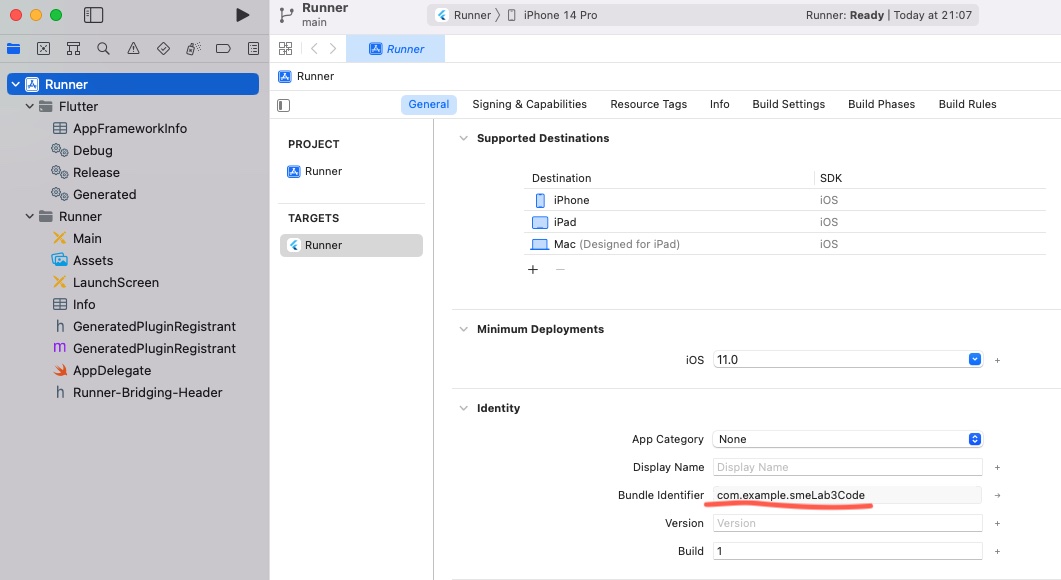 Runner
main
Runner 〉 iPhone 14 Pro
Runner: Ready | Today at 21:07
Runner
Runner
Runner
Flutter
AppFrameworkInfo
Debug
Release
Generated
Runner
Main
Assets
LaunchScreen
Info
GeneratedPluginRegistrant
GeneratedPluginRegistrant
AppDelegate
Runner-Bridging-Header
General Signing & Capabilities Resource Tags Info Build Settings Build Phases Build Rules
PROJECT
Runner
TARGETS
Runner
Supported Destinations
Destination SDK
iPhone iOS
iPad iOS
Mac (Designed for iPad) iOS
+ −
Minimum Deployments
iOS 11.0
Identity
App Category None
Display Name Display Name
Bundle Identifier com.example.smeLab3Code
Version Version
Build 1